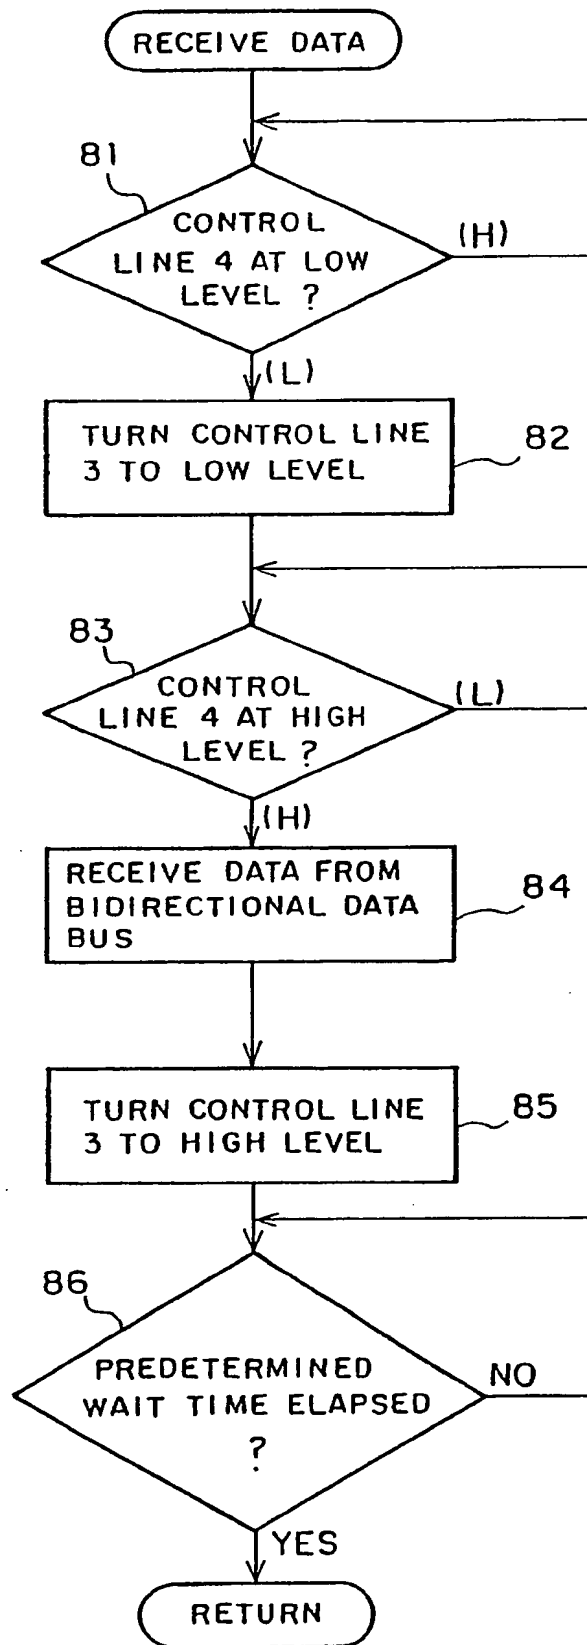 RECEIVE DATA
81
CONTROL
LINE 4 AT LOW
LEVEL ?
(H)
(L)
TURN CONTROL LINE
3 TO LOW LEVEL
82
83
CONTROL
LINE 4 AT HIGH
LEVEL ?
(L)
(H)
RECEIVE DATA FROM
BIDIRECTIONAL DATA
BUS
84
TURN CONTROL LINE
3 TO HIGH LEVEL
85
86
PREDETERMINED
WAIT TIME ELAPSED
?
NO
YES
RETURN